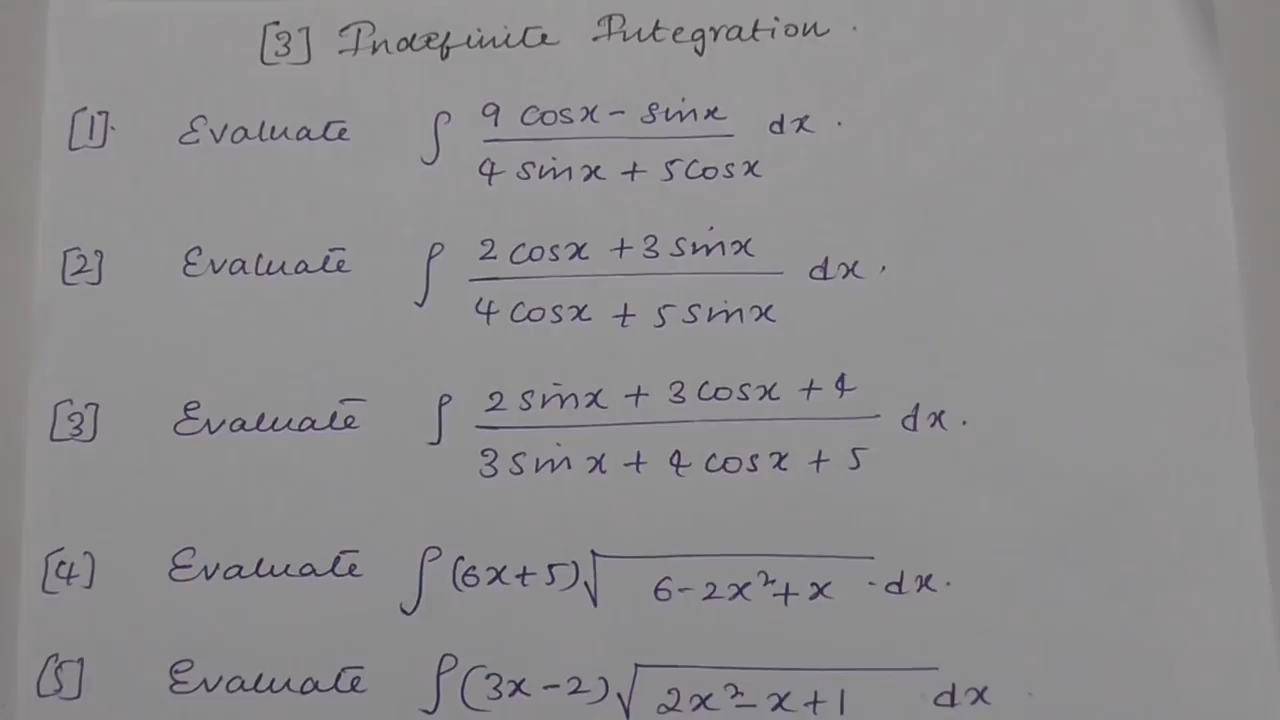 [3] Indefinite Integration.
[1]. Evaluate ∫ (9 cosx - sinx)/(4 sinx + 5cosx) dx.
[2] Evaluate ∫ (2 cosx + 3 sinx)/(4 cosx + 5 sinx) dx.
[3] Evaluate ∫ (2 sinx + 3 cosx + 4)/(3 sinx + 4 cosx + 5) dx.
[4] Evaluate ∫(6x+5)√(6-2x²+x) · dx.
[5] Evaluate ∫(3x-2)√(2x²-x+1) dx